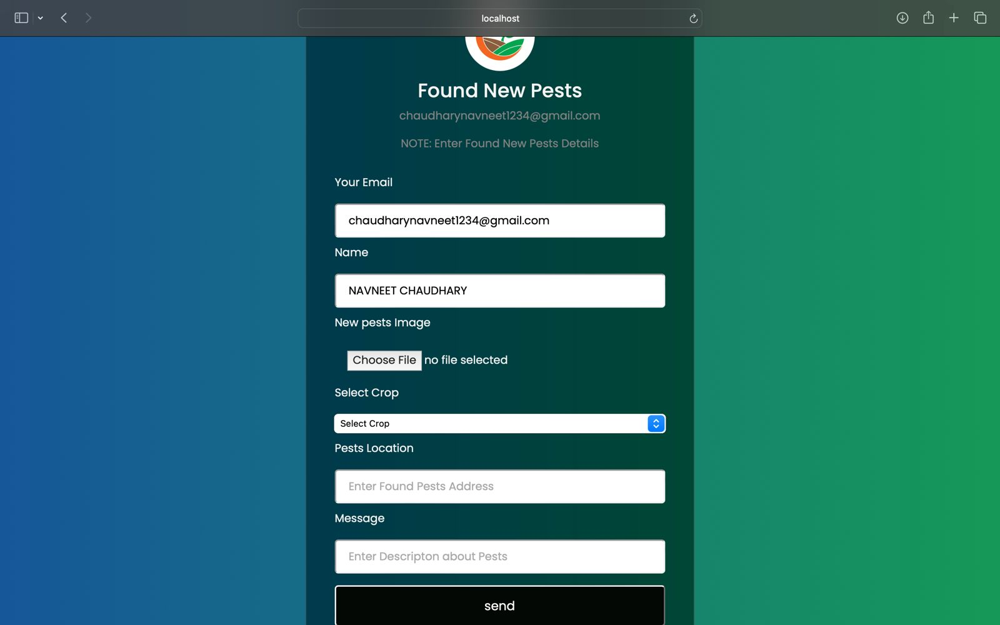 localhost
Found New Pests
chaudharynavneet1234@gmail.com
NOTE: Enter Found New Pests Details
Your Email
chaudharynavneet1234@gmail.com
Name
NAVNEET CHAUDHARY
New pests Image
Choose File no file selected
Select Crop
Select Crop
Pests Location
Enter Found Pests Address
Message
Enter Descripton about Pests
send